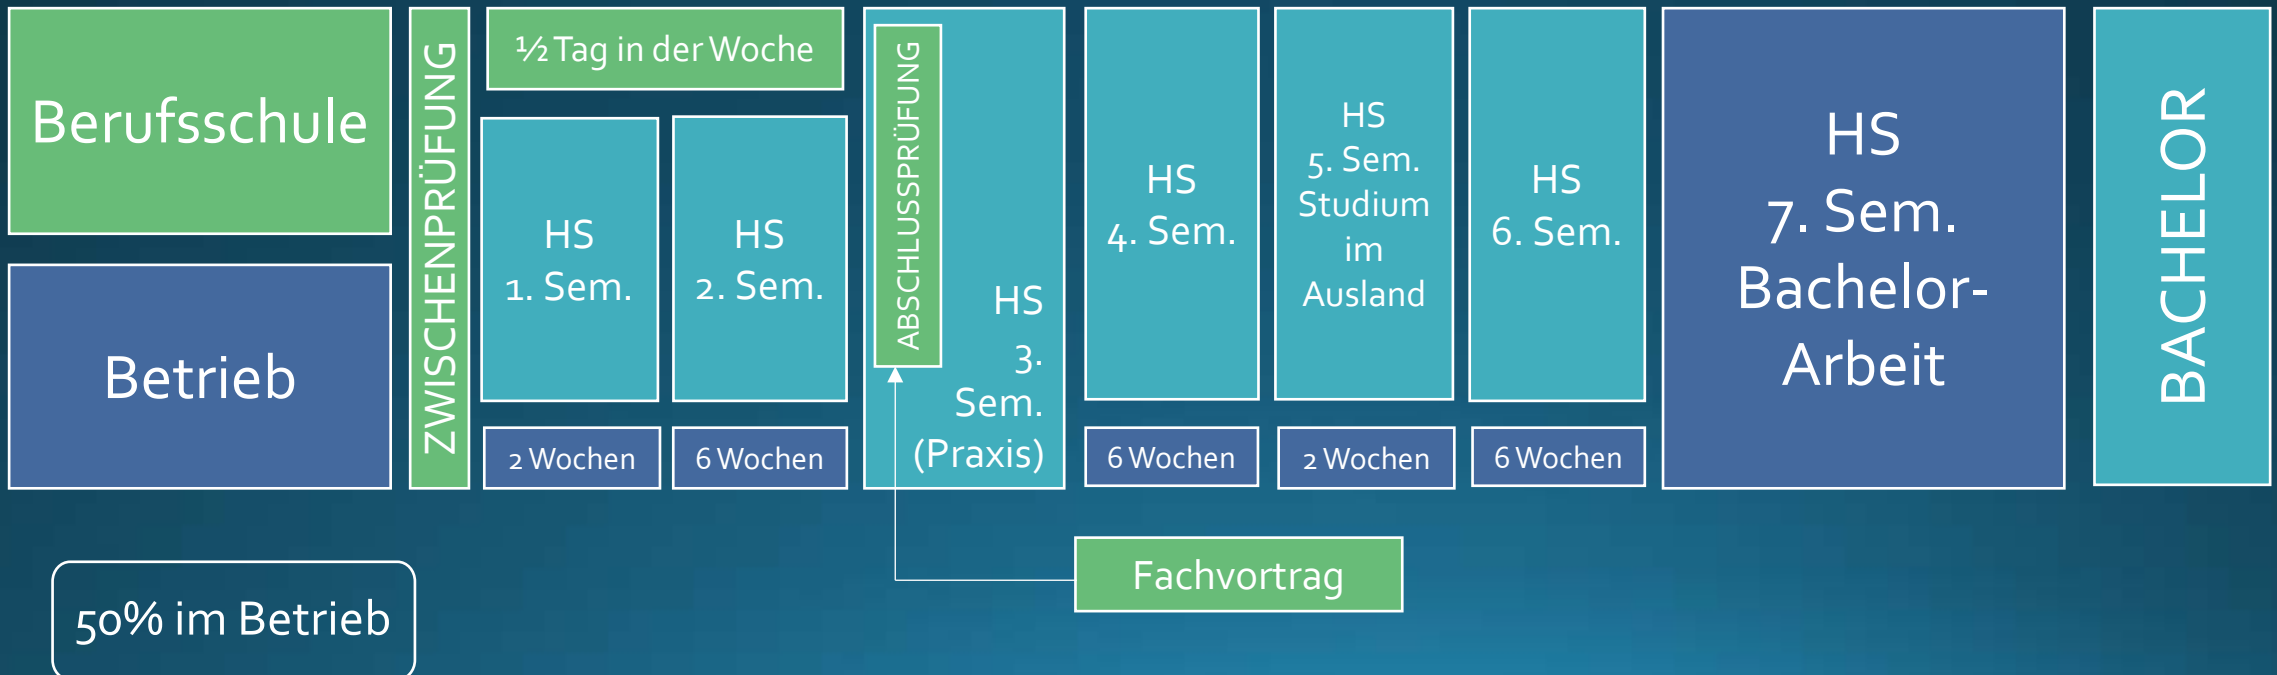 Berufsschule
Betrieb
ZWISCHENPRÜFUNG
½ Tag in der Woche
HS
1. Sem.
2 Wochen
HS
2. Sem.
6 Wochen
ABSCHLUSSPRÜFUNG
HS
3.
Sem.
(Praxis)
HS
4. Sem.
6 Wochen
HS
5. Sem.
Studium
im
Ausland
2 Wochen
HS
6. Sem.
6 Wochen
HS
7. Sem.
Bachelor-
Arbeit
BACHELOR
Fachvortrag
50% im Betrieb